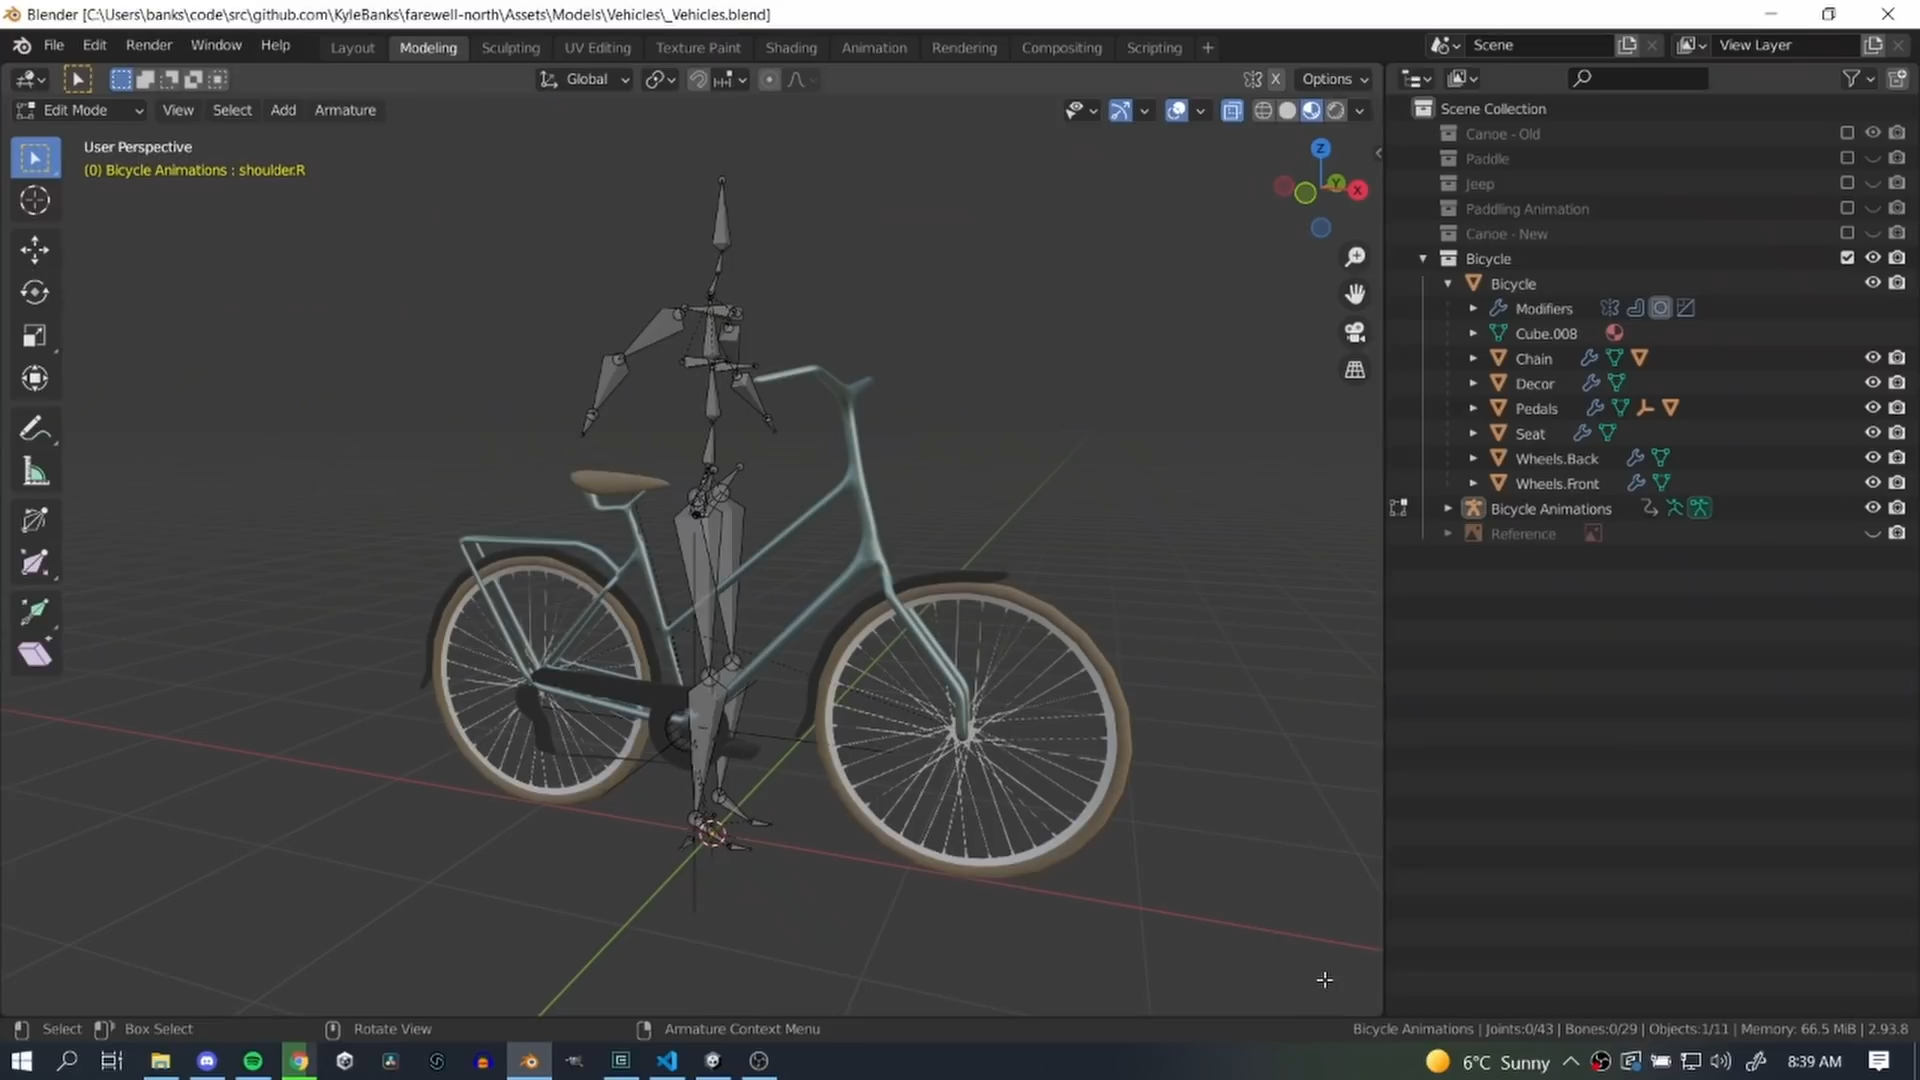 Blender [C:\Users\banks\code\src\github.com\KyleBanks\farewell-north\Assets\Models\Vehicles\_Vehicles.blend]
File Edit Render Window Help Layout Modeling Sculpting UV Editing Texture Paint Shading Animation Rendering Compositing Scripting + Scene View Layer
Global X Options
Edit Mode View Select Add Armature
User Perspective
(0) Bicycle Animations : shoulder.R
Z
Y
X
Scene Collection
Canoe - Old
Paddle
Jeep
Paddling Animation
Canoe - New
Bicycle
Bicycle
Modifiers
Cube.008
Chain
Decor
Pedals
Seat
Wheels.Back
Wheels.Front
Bicycle Animations
Reference
Select Box Select Rotate View Armature Context Menu Bicycle Animations | Joints:0/43 | Bones:0/29 | Objects:1/11 | Memory: 66.5 MiB | 2.93.8
6°C Sunny 8:39 AM